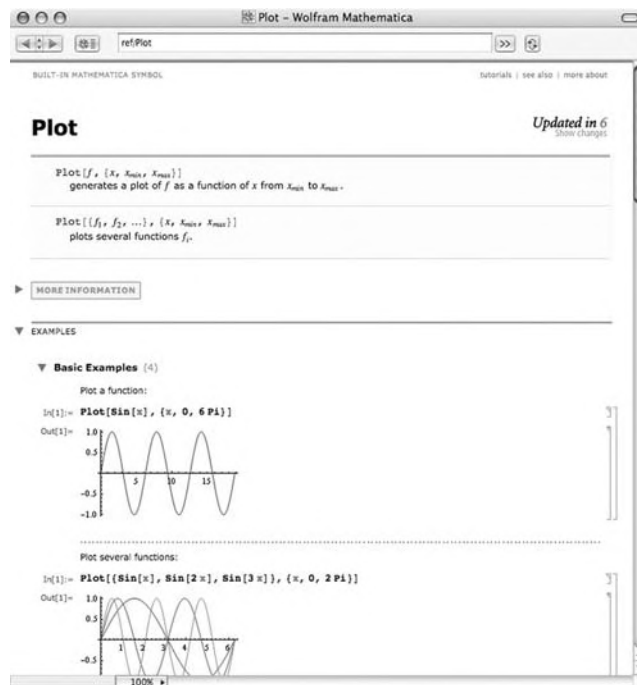 Plot – Wolfram Mathematica
ref/Plot
BUILT-IN MATHEMATICA SYMBOL
tutorials | see also | more about
Plot
Updated in 6
Show changes
Plot[f, {x, xmin, xmax}]
generates a plot of f as a function of x from xmin to xmax.
Plot[{f1, f2, ...}, {x, xmin, xmax}]
plots several functions fi.
MORE INFORMATION
EXAMPLES
Basic Examples (4)
Plot a function:
In[1]:= Plot[Sin[x], {x, 0, 6 Pi}]
Out[1]=
1.0
0.5
5 10 15
-0.5
-1.0
Plot several functions:
In[1]:= Plot[{Sin[x], Sin[2 x], Sin[3 x]}, {x, 0, 2 Pi}]
Out[1]=
1.0
0.5
1 2 3 4 5 6
-0.5
100%